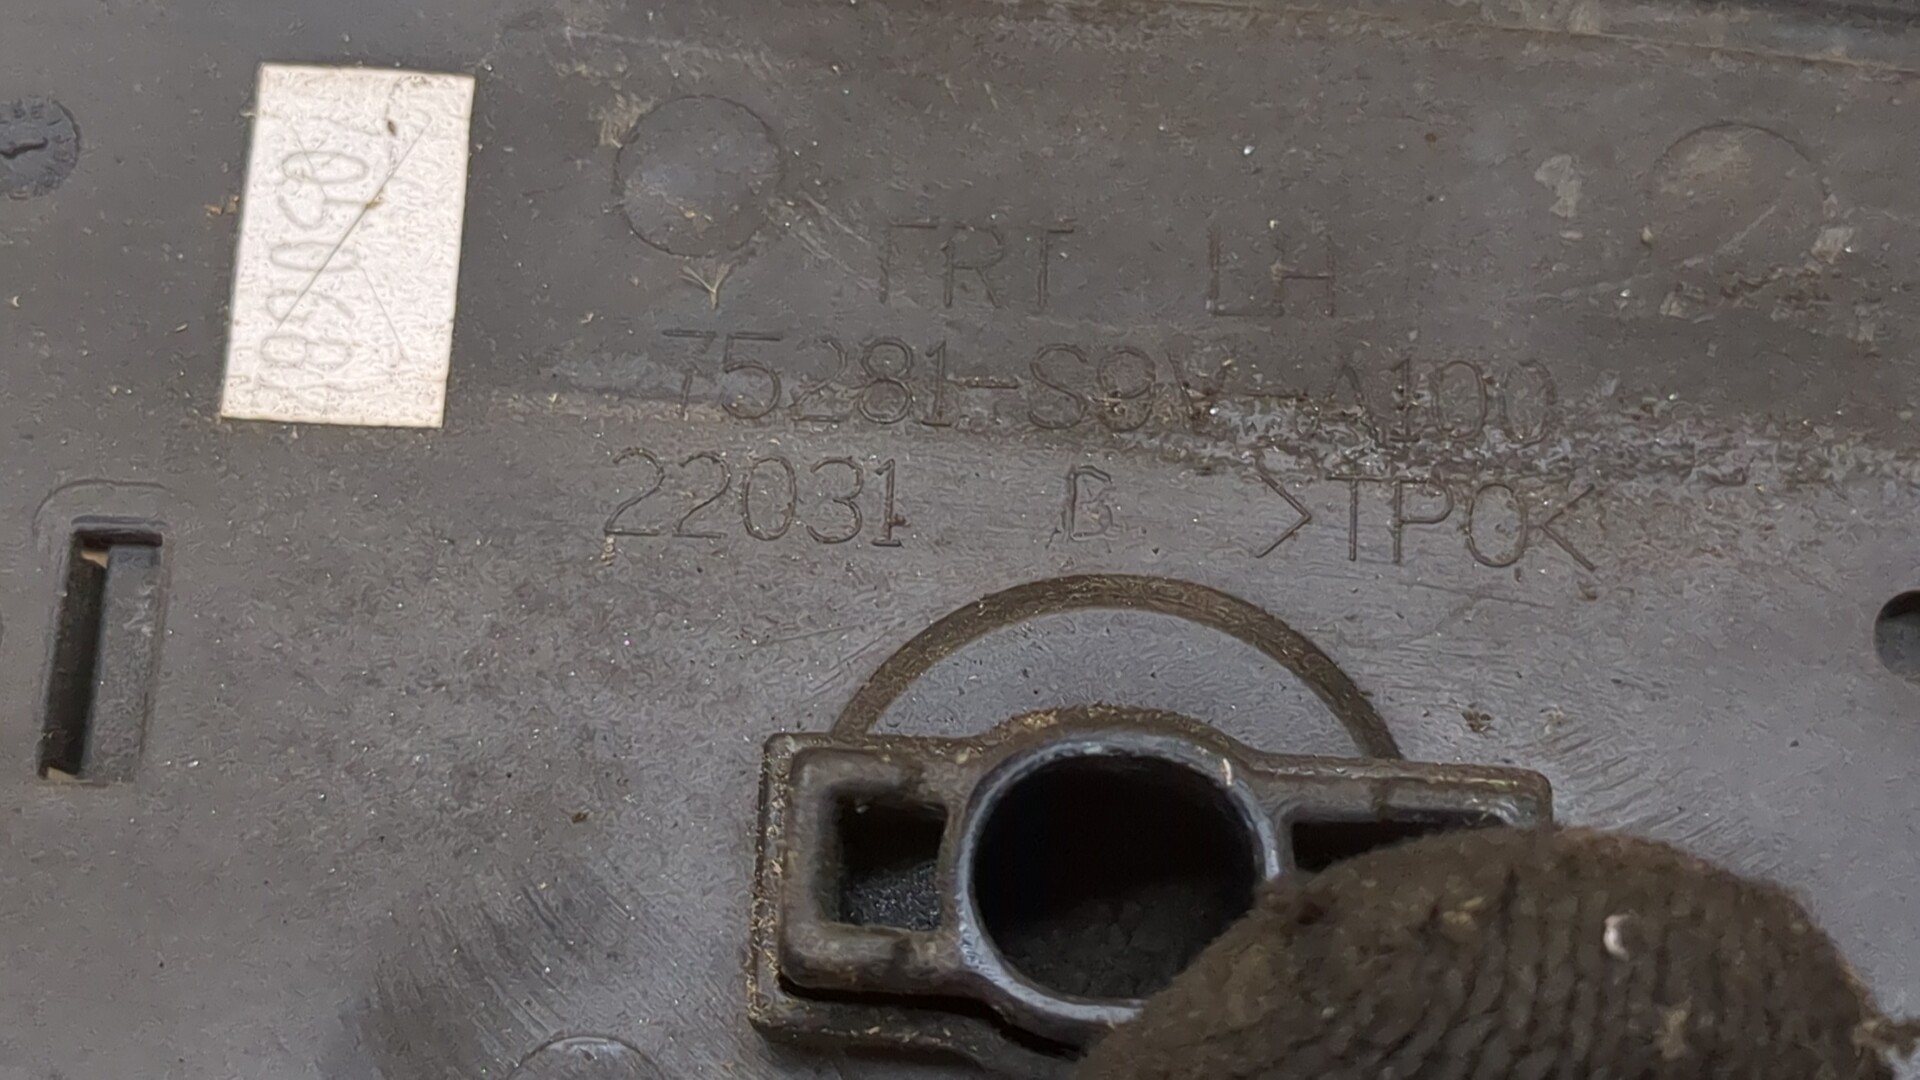 FRT LH
75281-S9V-A100
22031 B >TPO<